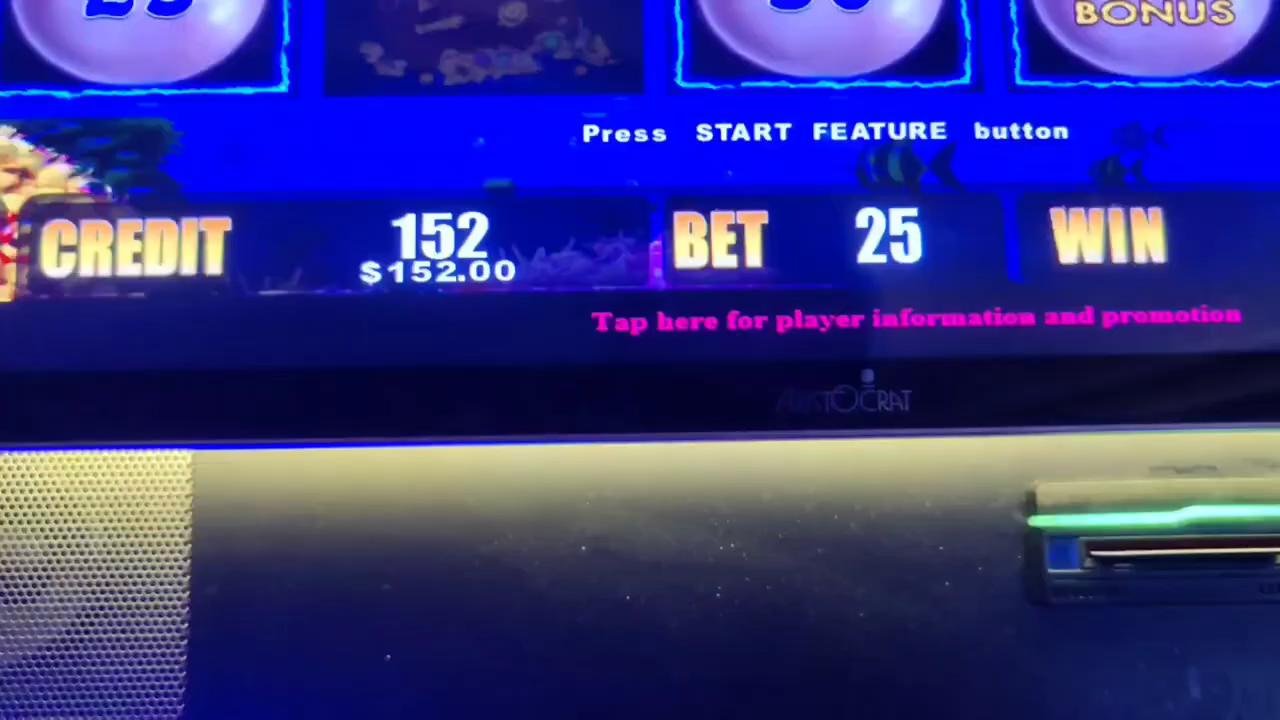 BONUS
Press START FEATURE button
CREDIT 152 BET 25 WIN
$152.00
Tap here for player information and promotion
ARISTOCRAT